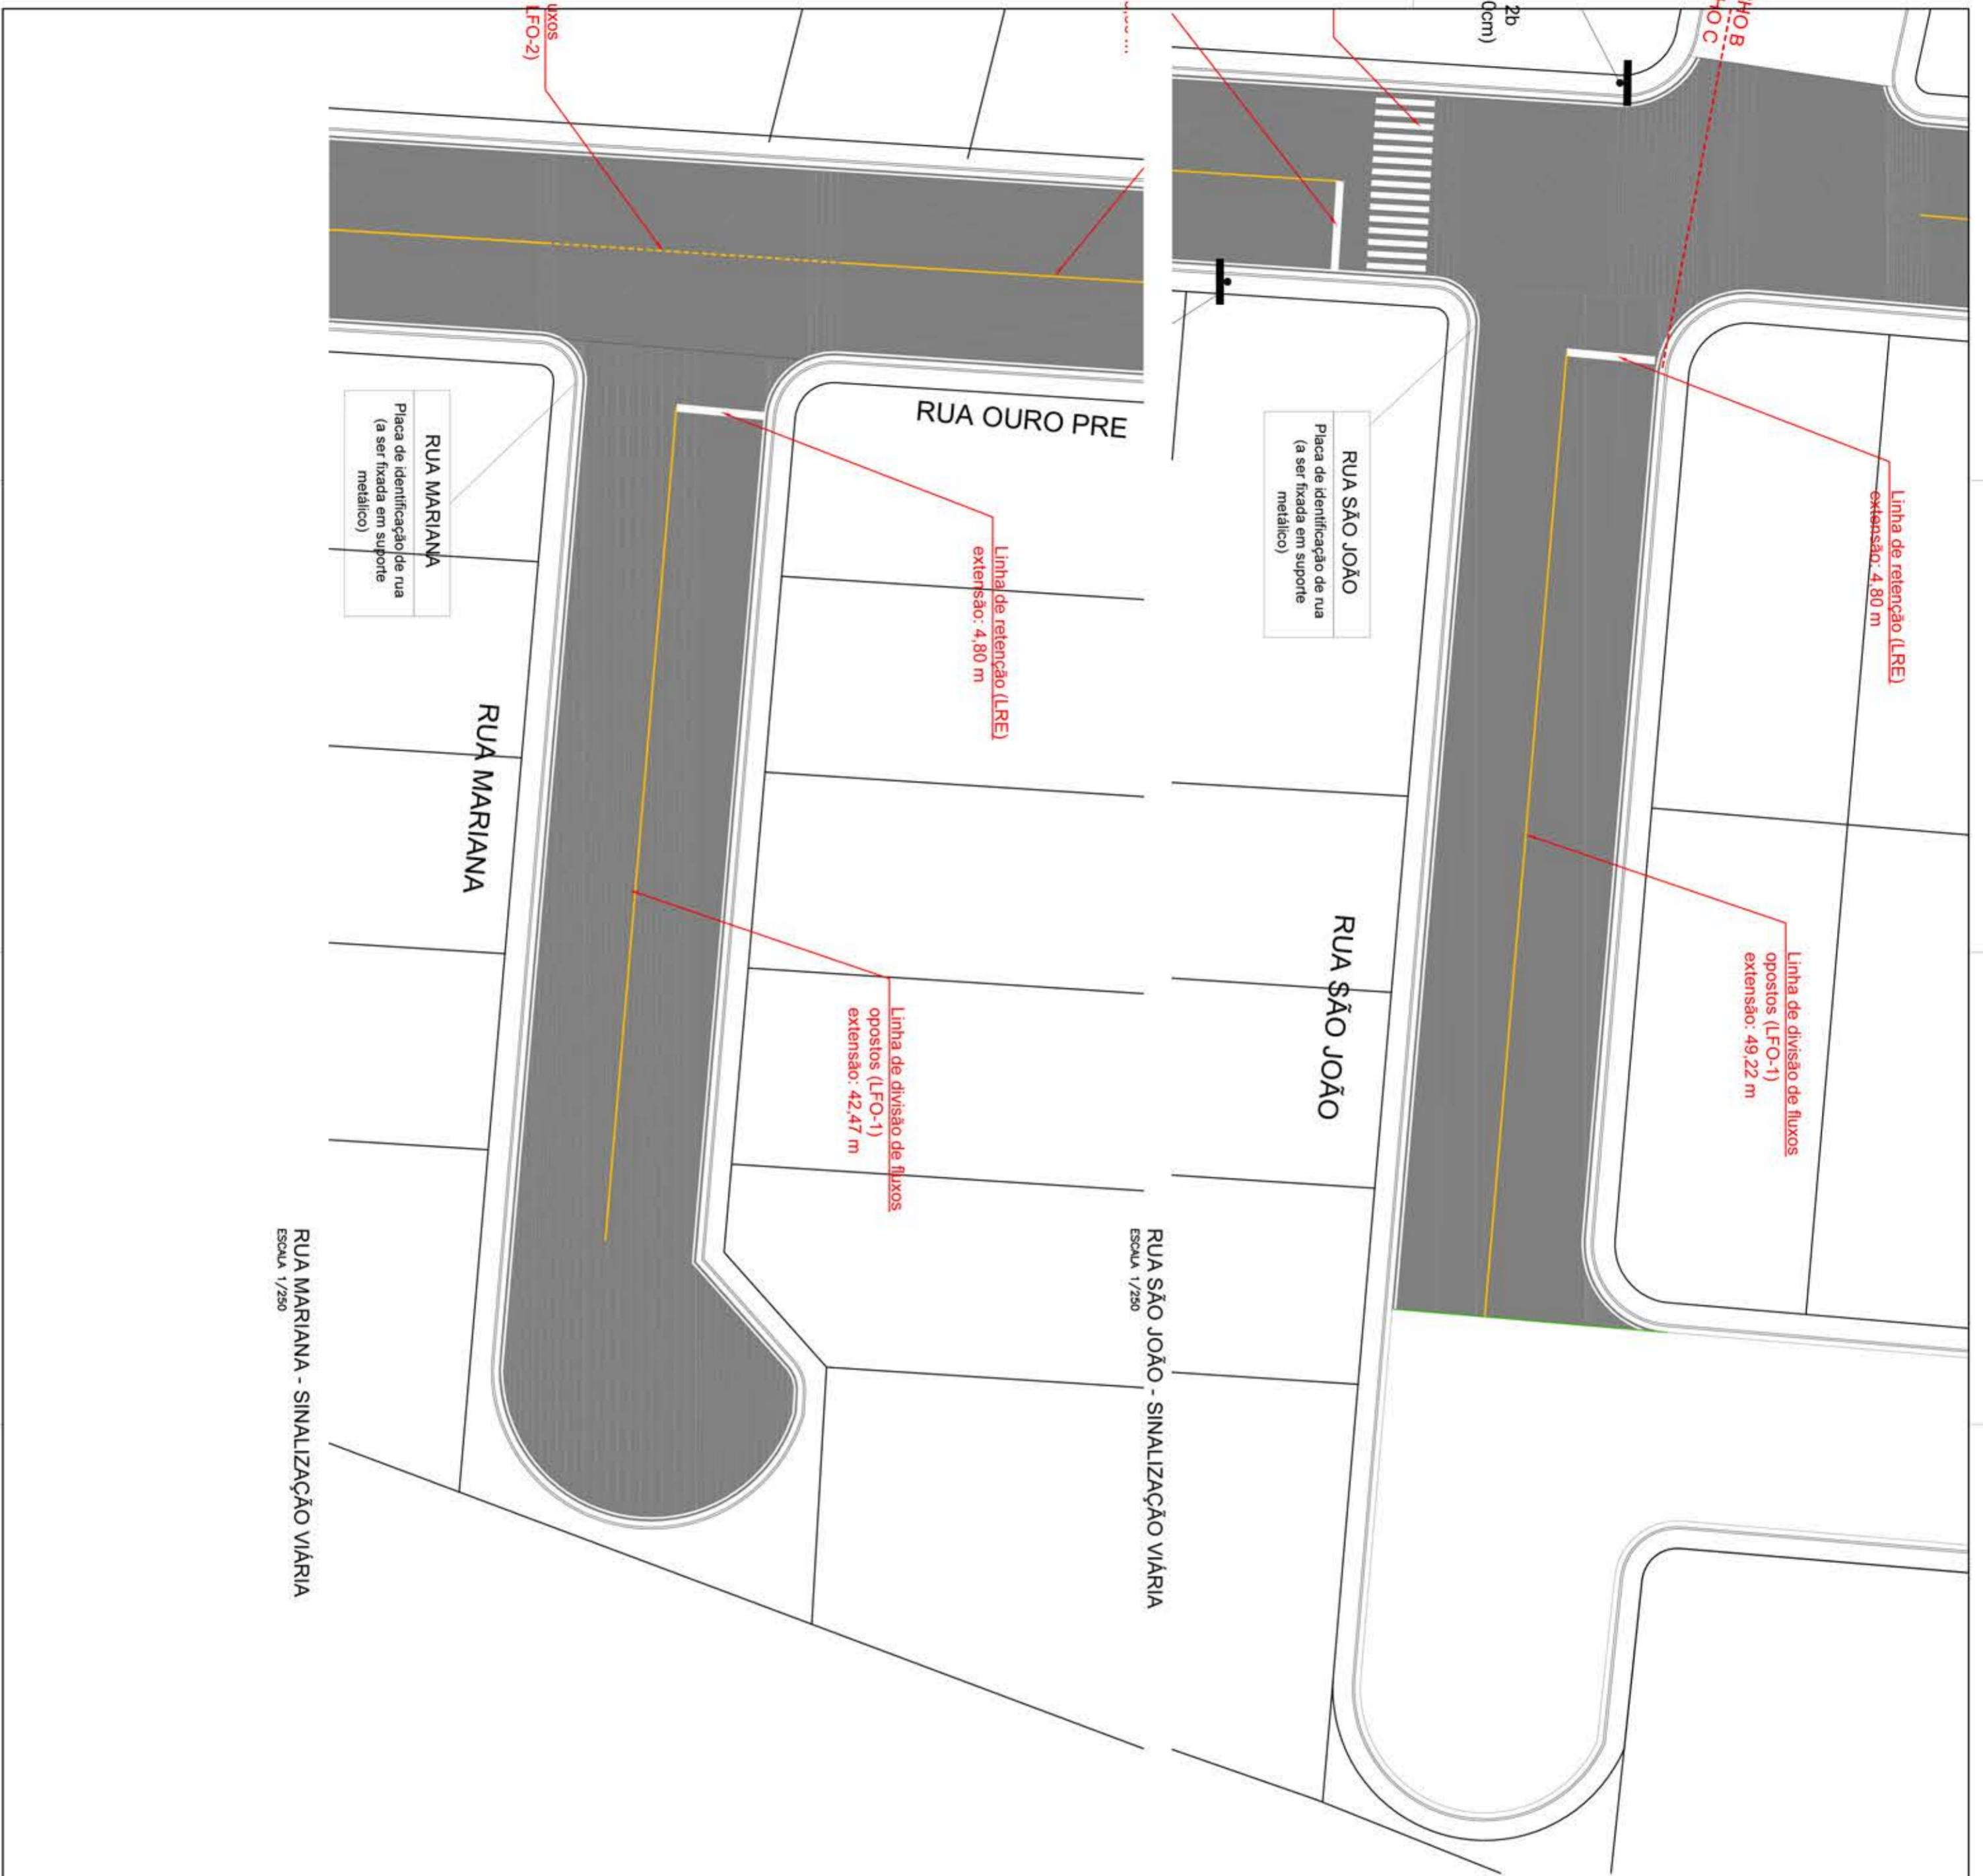 HO B
HO C
2b
0cm)
Linha de retenção (LRE)
extensão: 4,80 m
Linha de divisão de fluxos
opostos (LFO-1)
extensão: 49,22 m
RUA SÃO JOÃO
Placa de identificação de rua
(a ser fixada em suporte
metálico)
RUA SÃO JOÃO
RUA SÃO JOÃO - SINALIZAÇÃO VIÁRIA
ESCALA 1/250
uxos
LFO-2)
RUA OURO PRE
Linha de retenção (LRE)
extensão: 4,80 m
Linha de divisão de fluxos
opostos (LFO-1)
extensão: 42,47 m
RUA MARIANA
Placa de identificação de rua
(a ser fixada em suporte
metálico)
RUA MARIANA
RUA MARIANA - SINALIZAÇÃO VIÁRIA
ESCALA 1/250